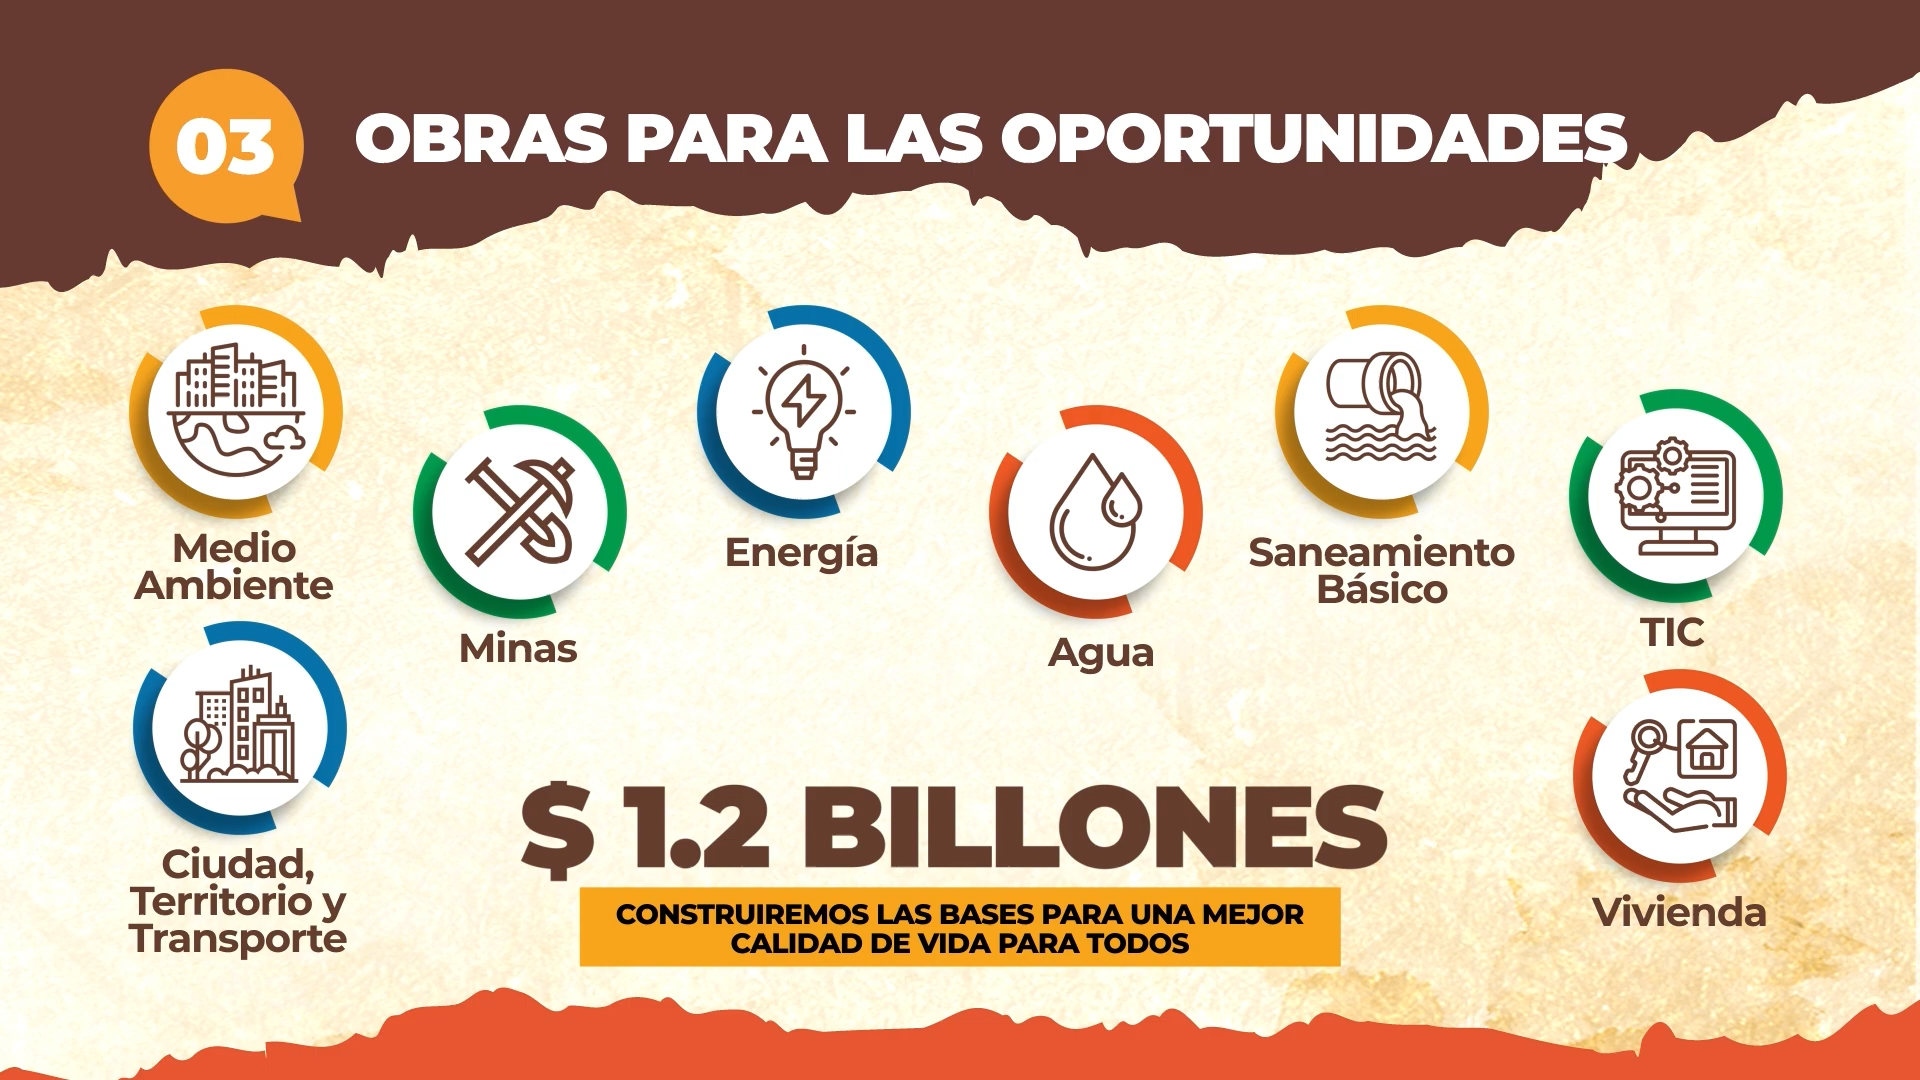 03
OBRAS PARA LAS OPORTUNIDADES
Medio
Ambiente
Minas
Energía
Agua
Saneamiento
Básico
TIC
Ciudad,
Territorio y
Transporte
Vivienda
$ 1.2 BILLONES
CONSTRUIREMOS LAS BASES PARA UNA MEJOR
CALIDAD DE VIDA PARA TODOS